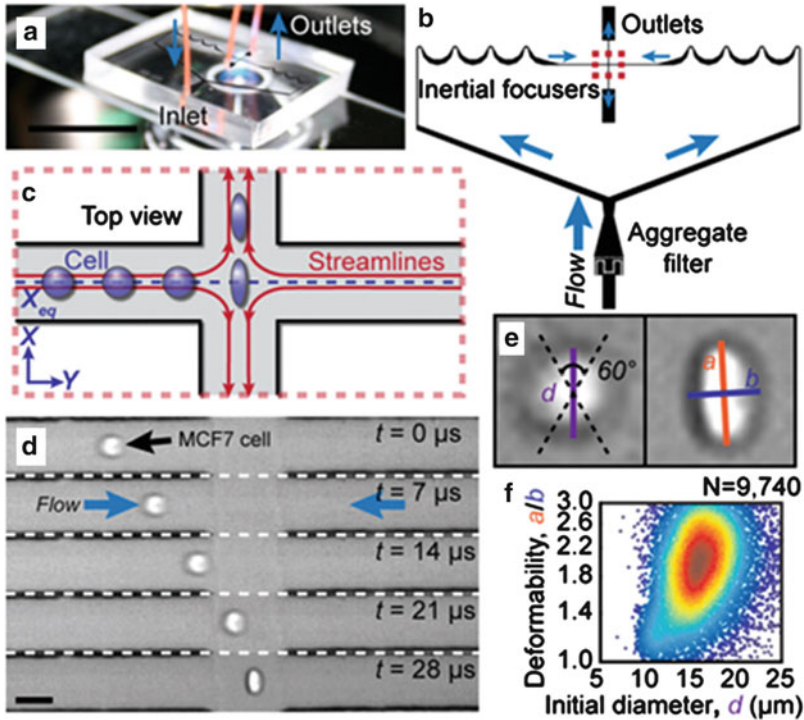 a
Outlets
Inlet
b
Outlets
Inertial focusers
Flow
Aggregate
filter
c
Top view
Cell
Streamlines
Xeq
X
Y
d
MCF7 cell
t = 0 µs
Flow
t = 7 µs
t = 14 µs
t = 21 µs
t = 28 µs
e
d
60°
a
b
f
N=9,740
Deformability, a/b
3.0
2.6
2.2
1.8
1.4
1.0
5 10 15 20 25
Initial diameter, d (µm)